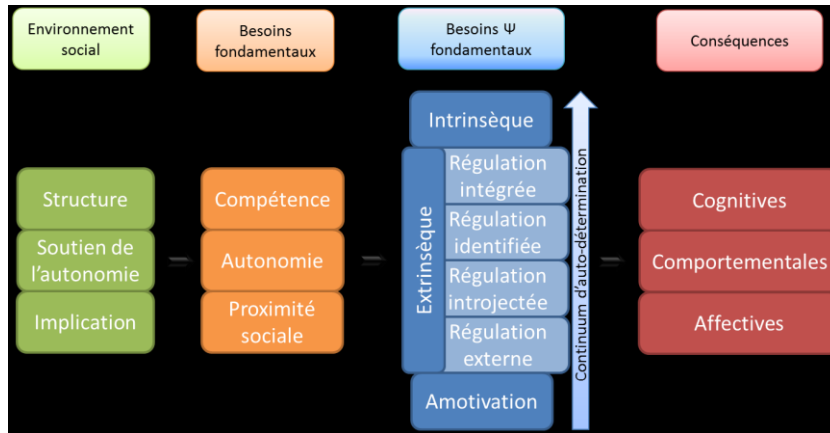 Environnement
social
Besoins
fondamentaux
Besoins Ψ
fondamentaux
Conséquences
Structure
Soutien de
l'autonomie
Implication
=
Compétence
Autonomie
Proximité
sociale
=
Intrinsèque
Extrinsèque
Régulation
intégrée
Régulation
identifiée
Régulation
introjectée
Régulation
externe
Amotivation
Continuum d'auto-détermination
=
Cognitives
Comportementales
Affectives